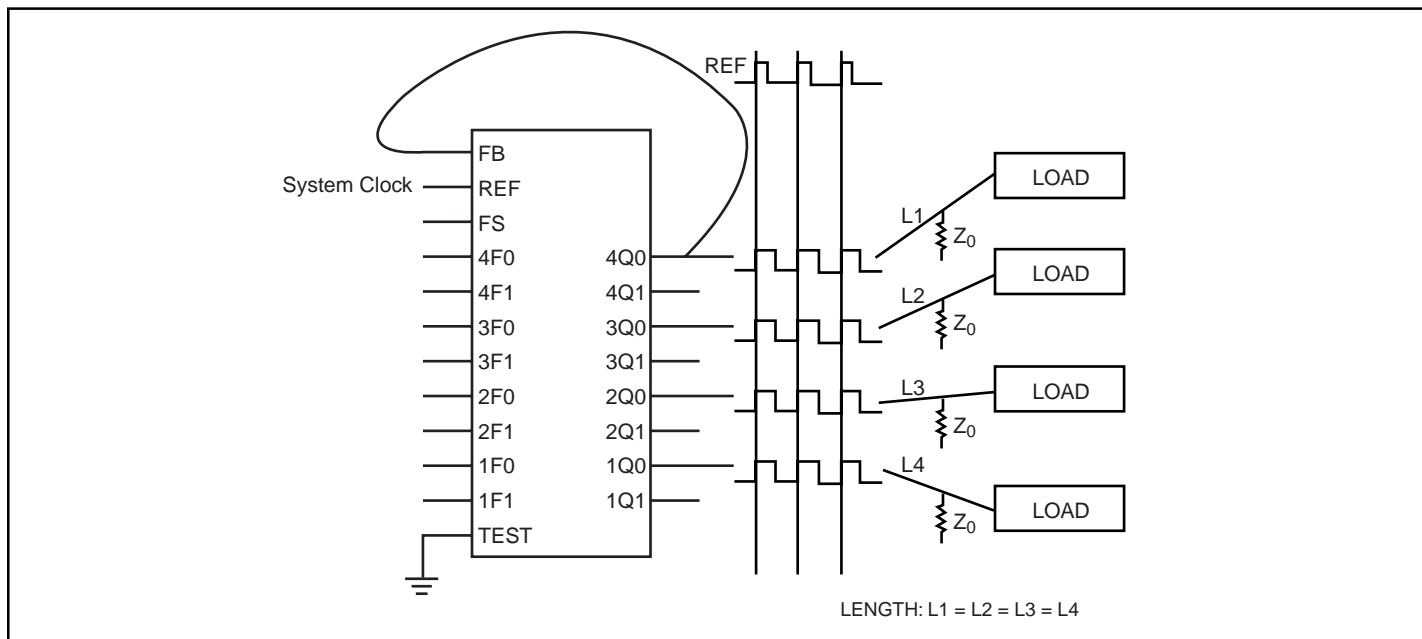 REF
FB
System Clock
REF
FS
4F0
4Q0
4F1
4Q1
3F0
3Q0
3F1
3Q1
2F0
2Q0
2F1
2Q1
1F0
1Q0
1F1
1Q1
TEST
L1
Z0
LOAD
L2
Z0
LOAD
L3
Z0
LOAD
L4
Z0
LOAD
LENGTH: L1 = L2 = L3 = L4